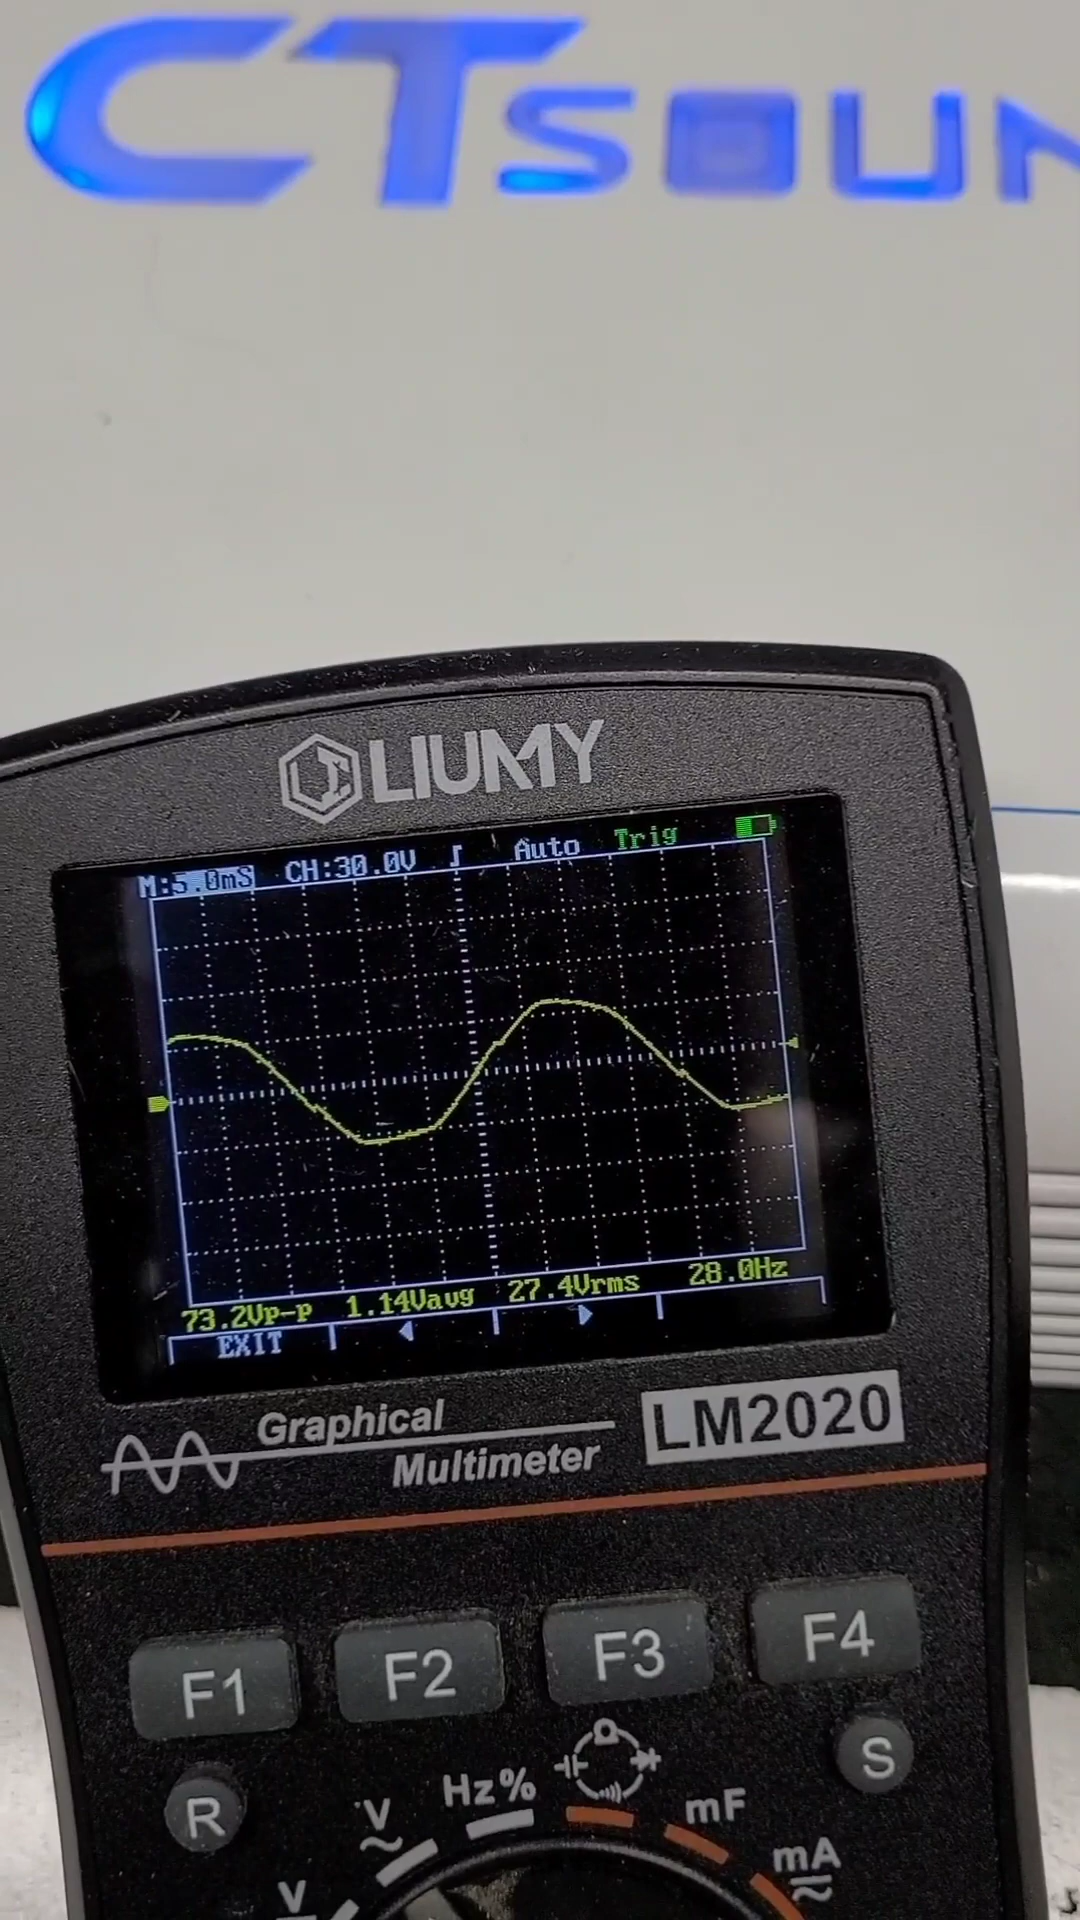 CTSOUN
LIUMY
M:5.0mS CH:30.0V Auto Trig
73.2Vp-p 1.14Vavg 27.4Vrms 28.0Hz
EXIT
Graphical
Multimeter
LM2020
F1 F2 F3 F4
R S
V Hz% mF
V mA